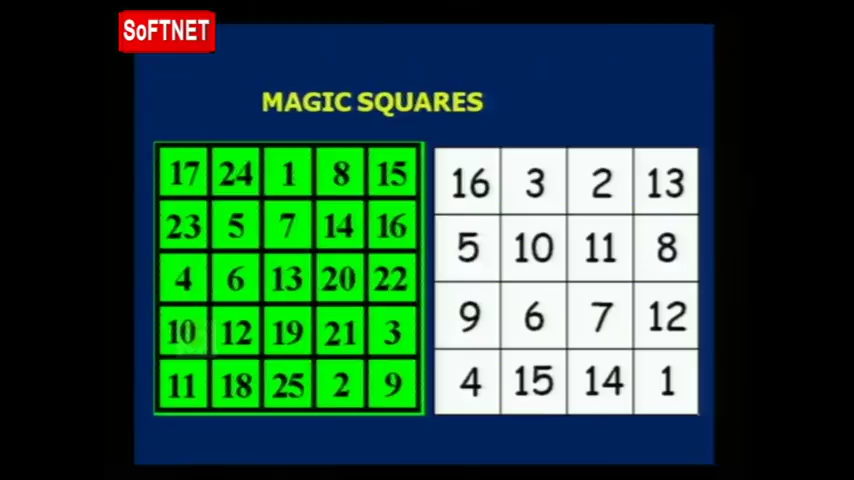 SoFTNET
MAGIC SQUARES
17 24 1 8 15
23 5 7 14 16
4 6 13 20 22
10 12 19 21 3
11 18 25 2 9
16 3 2 13
5 10 11 8
9 6 7 12
4 15 14 1